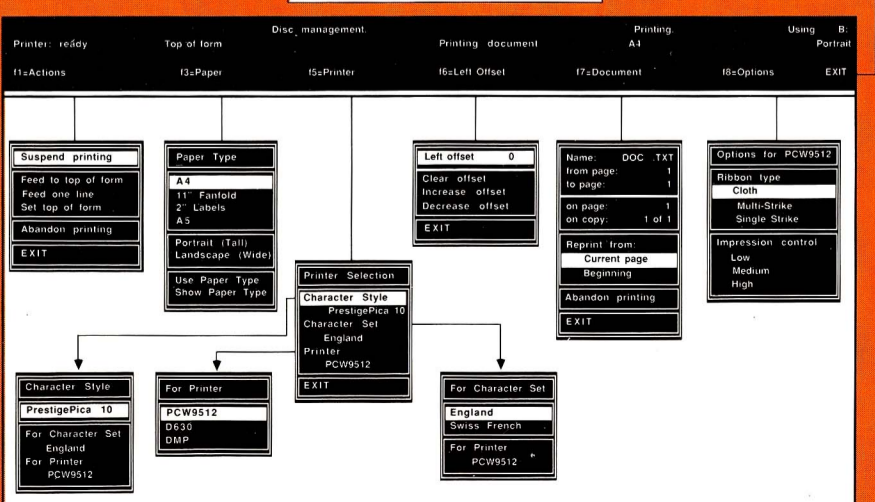 Disc management. Printing. Using B:
Printer: ready Top of form Printing document A4 Portrait
f1=Actions f3=Paper f5=Printer f6=Left Offset f7=Document f8=Options EXIT
Suspend printing
Feed to top of form
Feed one line
Set top of form
Abandon printing
EXIT
Paper Type
A4
11" Fanfold
2" Labels
A5
Portrait (Tall)
Landscape (Wide)
Use Paper Type
Show Paper Type
Printer Selection
Character Style
PrestigePica 10
Character Set
England
Printer
PCW9512
EXIT
Left offset 0
Clear offset
Increase offset
Decrease offset
EXIT
Name: DOC .TXT
from page: 1
to page: 1
on page: 1
on copy: 1 of 1
Reprint from:
Current page
Beginning
Abandon printing
EXIT
Options for PCW9512
Ribbon type
Cloth
Multi-Strike
Single Strike
Impression control
Low
Medium
High
Character Style
PrestigePica 10
For Character Set
England
For Printer
PCW9512
For Printer
PCW9512
D630
DMP
For Character Set
England
Swiss French
For Printer
PCW9512